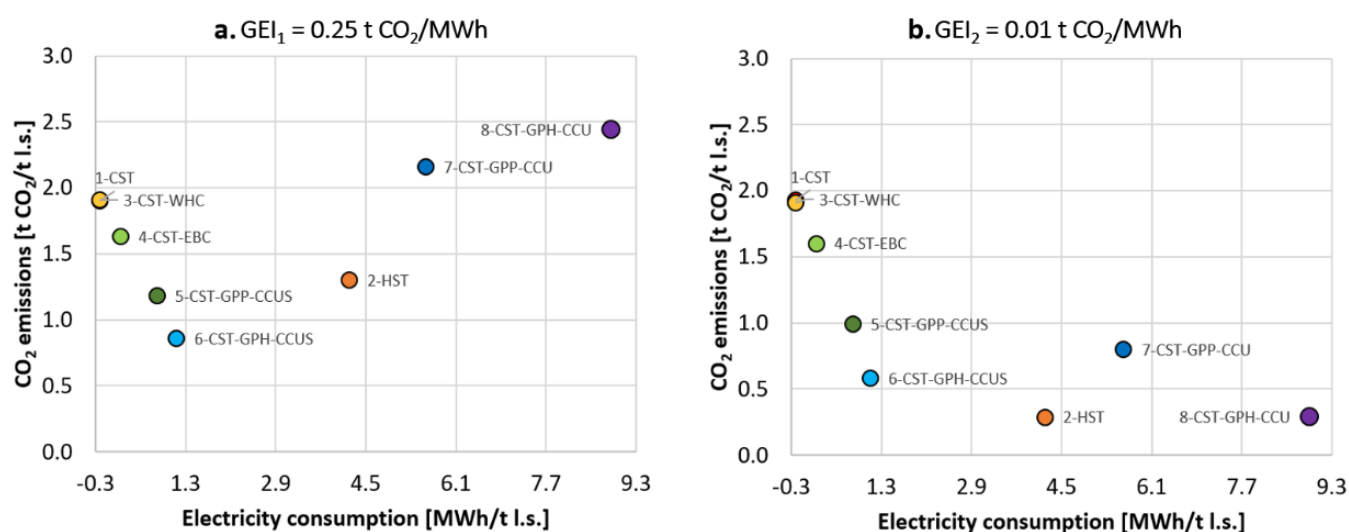 a. GEI₁ = 0.25 t CO₂/MWh
CO₂ emissions [t CO₂/t l.s.]
3.0
2.5
2.0
1.5
1.0
0.5
0.0
8-CST-GPH-CCU
7-CST-GPP-CCU
1-CST
3-CST-WHC
4-CST-EBC
2-HST
5-CST-GPP-CCUS
6-CST-GPH-CCUS
-0.3 1.3 2.9 4.5 6.1 7.7 9.3
Electricity consumption [MWh/t l.s.]
b. GEI₂ = 0.01 t CO₂/MWh
CO₂ emissions [t CO₂/t l.s.]
3.0
2.5
2.0
1.5
1.0
0.5
0.0
1-CST
3-CST-WHC
4-CST-EBC
5-CST-GPP-CCUS
7-CST-GPP-CCU
6-CST-GPH-CCUS
2-HST
8-CST-GPH-CCU
-0.3 1.3 2.9 4.5 6.1 7.7 9.3
Electricity consumption [MWh/t l.s.]